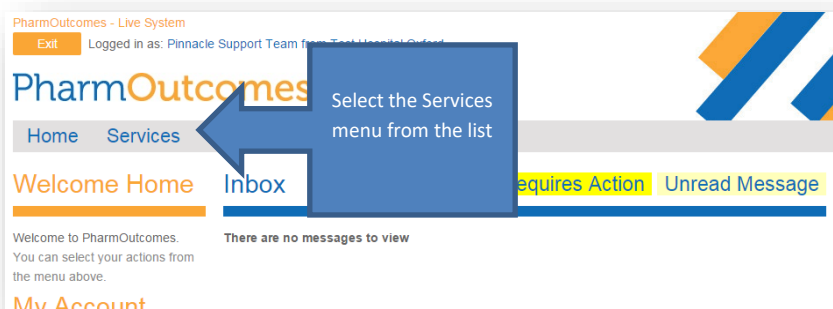 PharmOutcomes - Live System
Exit Logged in as: Pinnacle Support Team from Test Hospital Oxford
PharmOutcomes
Select the Services
menu from the list
Home Services
Welcome Home Inbox equires Action Unread Message
Welcome to PharmOutcomes. There are no messages to view
You can select your actions from
the menu above.
My Account